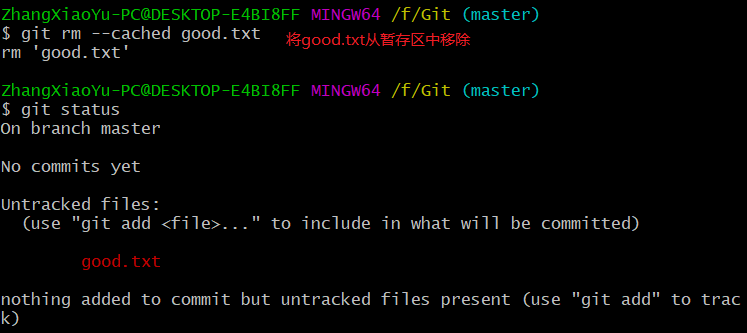 ZhangXiaoYu-PC@DESKTOP-E4BI8FF MINGW64 /f/Git (master)
$ git rm --cached good.txt 将good.txt从暂存区中移除
rm 'good.txt'
ZhangXiaoYu-PC@DESKTOP-E4BI8FF MINGW64 /f/Git (master)
$ git status
On branch master
No commits yet
Untracked files:
(use "git add <file>..." to include in what will be committed)
good.txt
nothing added to commit but untracked files present (use "git add" to trac
k)